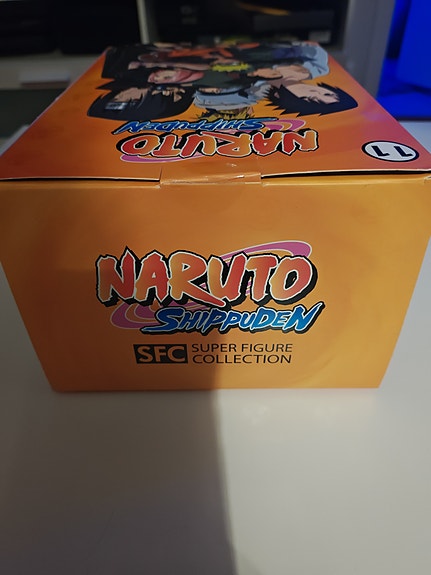 NARUTO
SHIPPUDEN
11
NARUTO
SHIPPUDEN
SFC SUPER FIGURE
COLLECTION